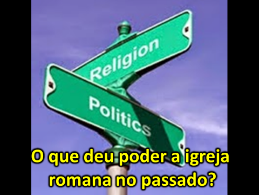 Religion
Politics
O que deu poder a igreja
romana no passado?